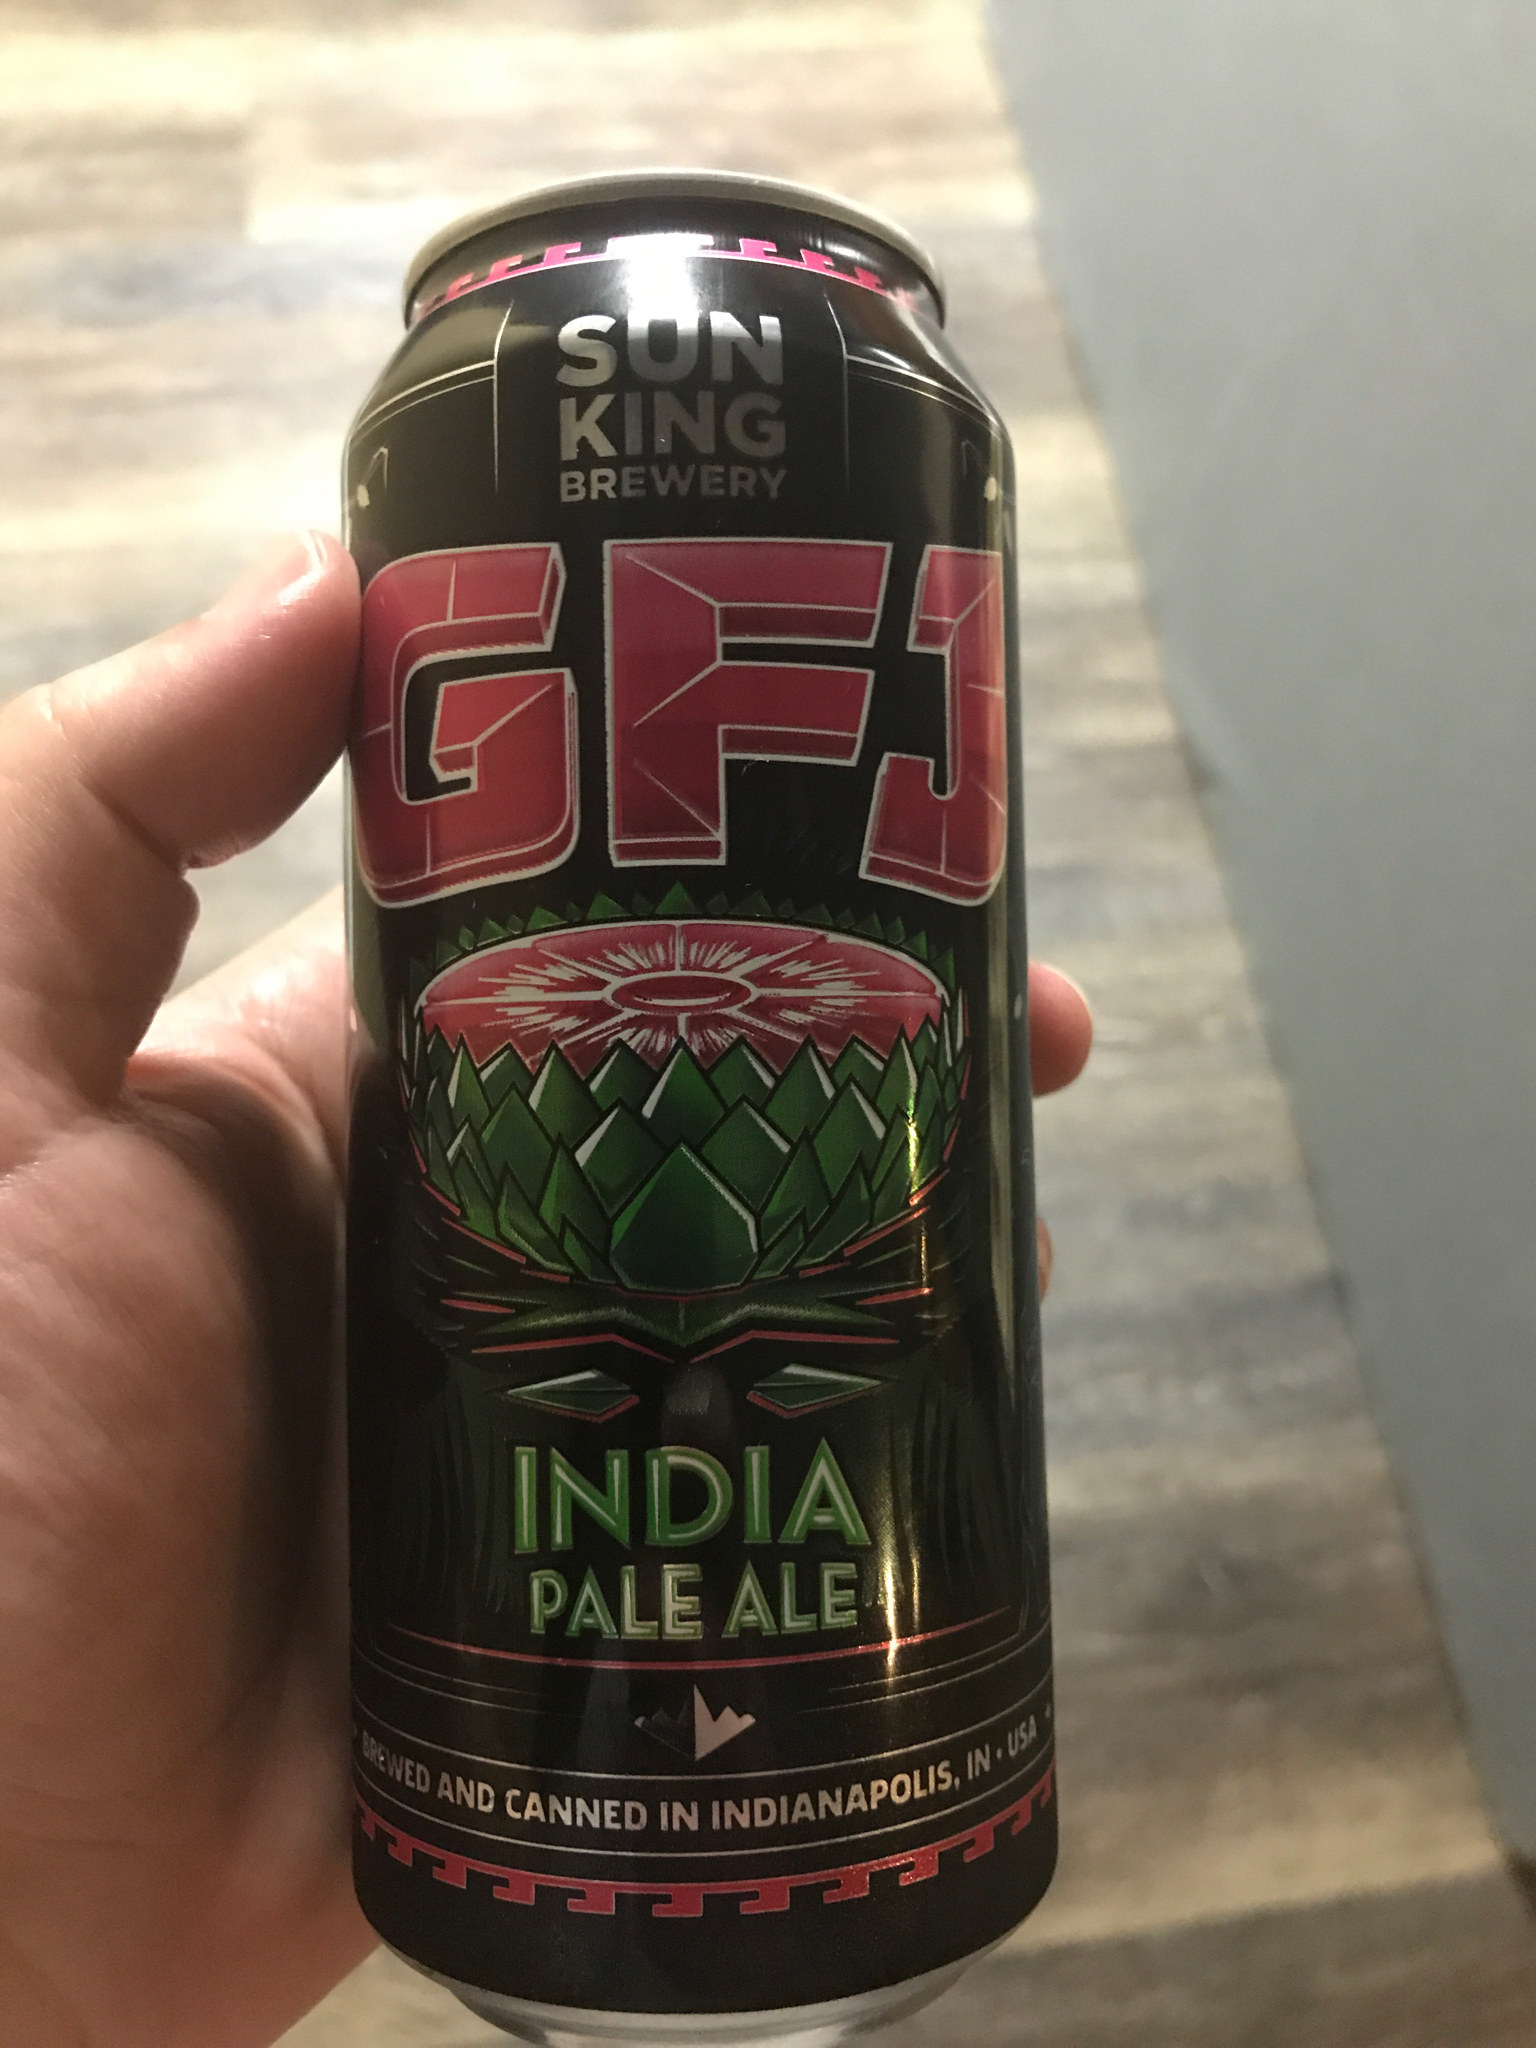 SUN
KING
BREWERY
GFJ
INDIA
PALE ALE
BREWED AND CANNED IN INDIANAPOLIS, IN • USA •